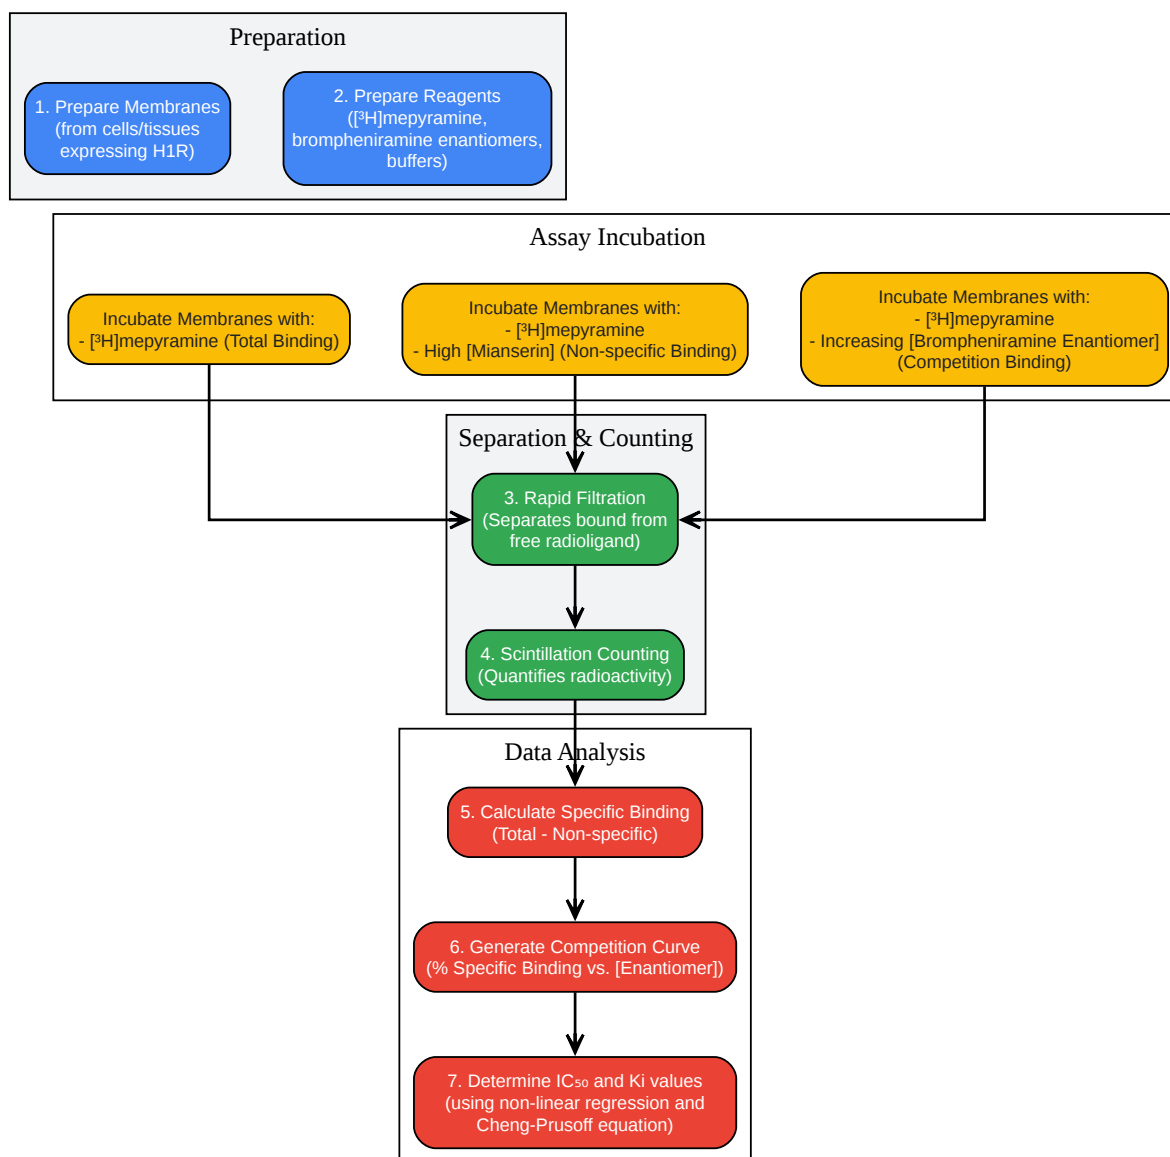 Preparation
1. Prepare Membranes
(from cells/tissues
expressing H1R)
2. Prepare Reagents
([³H]mepyramine,
brompheniramine enantiomers,
buffers)
Assay Incubation
Incubate Membranes with:
- [³H]mepyramine (Total Binding)
Incubate Membranes with:
- [³H]mepyramine
- High [Mianserin] (Non-specific Binding)
Incubate Membranes with:
- [³H]mepyramine
- Increasing [Brompheniramine Enantiomer]
(Competition Binding)
Separation & Counting
3. Rapid Filtration
(Separates bound from
free radioligand)
4. Scintillation Counting
(Quantifies radioactivity)
Data Analysis
5. Calculate Specific Binding
(Total - Non-specific)
6. Generate Competition Curve
(% Specific Binding vs. [Enantiomer])
7. Determine IC₅₀ and Ki values
(using non-linear regression and
Cheng-Prusoff equation)